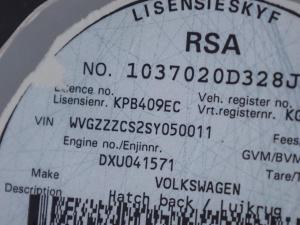 LISENSIESKYF
RSA
NO. 1037020D328J
Licence no. Veh. register no.
Lisensienr. KPB409EC Vrt.registernr.
VIN WVGZZZCS2SY050011
Engine no./Enjinnr. GVM/BVM
DXU041571 Tare/T
Make VOLKSWAGEN
Description Hatch back / Luikrug